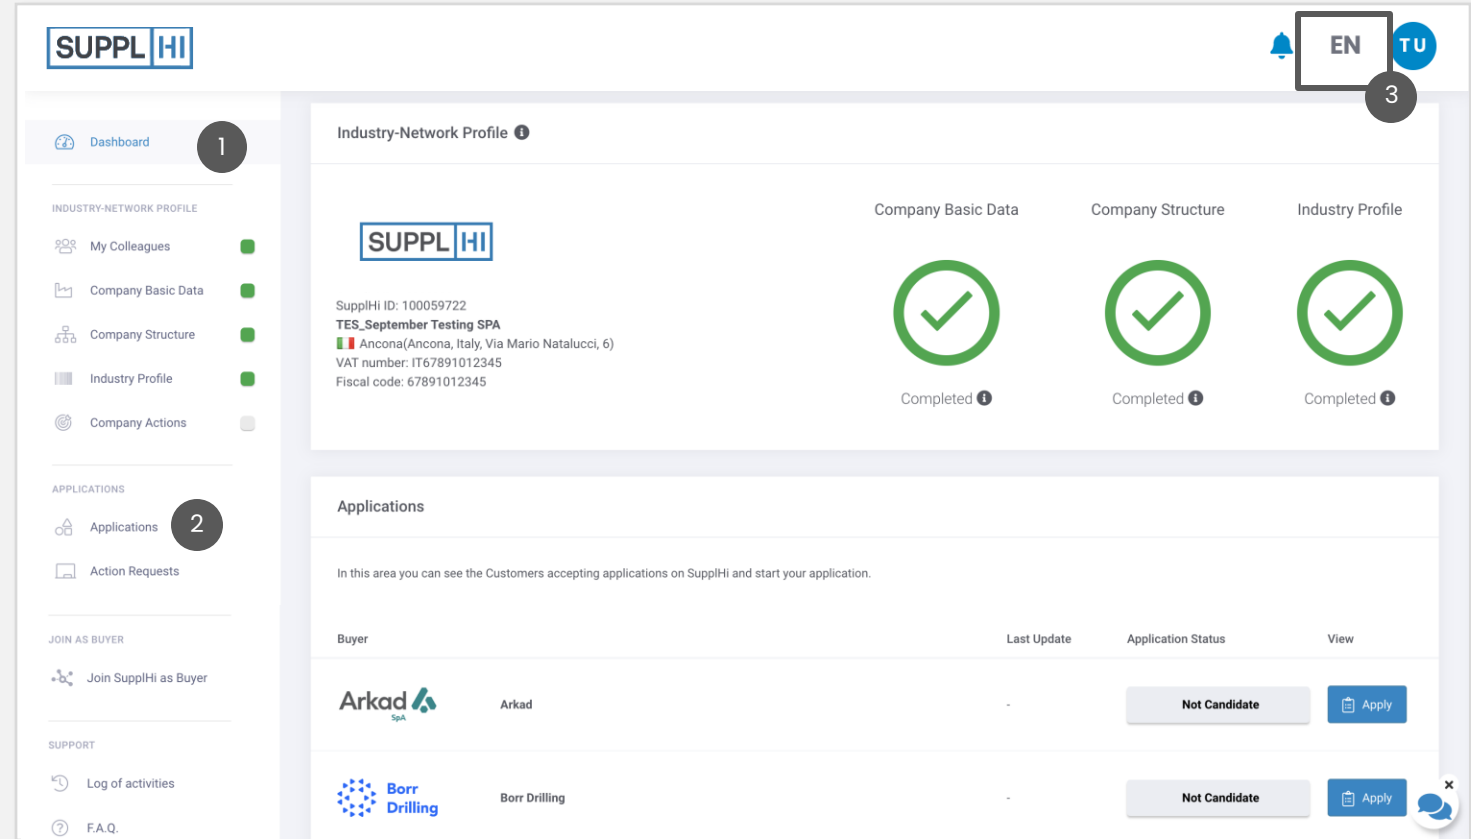 SUPPL HI
EN
TU
3
Dashboard
1
INDUSTRY-NETWORK PROFILE
My Colleagues
Company Basic Data
Company Structure
Industry Profile
Company Actions
APPLICATIONS
Applications
2
Action Requests
JOIN AS BUYER
Join SupplHi as Buyer
SUPPORT
Log of activities
F.A.Q.
Industry-Network Profile
SUPPL HI
SupplHi ID: 100059722
TES_September Testing SPA
Ancona(Ancona, Italy, Via Mario Natalucci, 6)
VAT number: IT67891012345
Fiscal code: 67891012345
Company Basic Data
Completed
Company Structure
Completed
Industry Profile
Completed
Applications
In this area you can see the Customers accepting applications on SupplHi and start your application.
Buyer Last Update Application Status View
Arkad SpA Arkad - Not Candidate Apply
Borr Drilling Borr Drilling - Not Candidate Apply